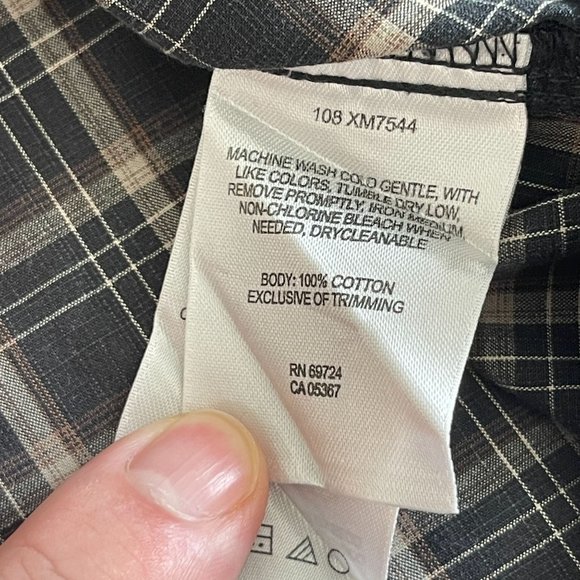 108 XM7544
MACHINE WASH COLD GENTLE, WITH
LIKE COLORS, TUMBLE DRY LOW,
REMOVE PROMPTLY, IRON MEDIUM,
NON-CHLORINE BLEACH WHEN
NEEDED, DRYCLEANABLE
BODY: 100% COTTON
EXCLUSIVE OF TRIMMING
RN 69724
CA 05367